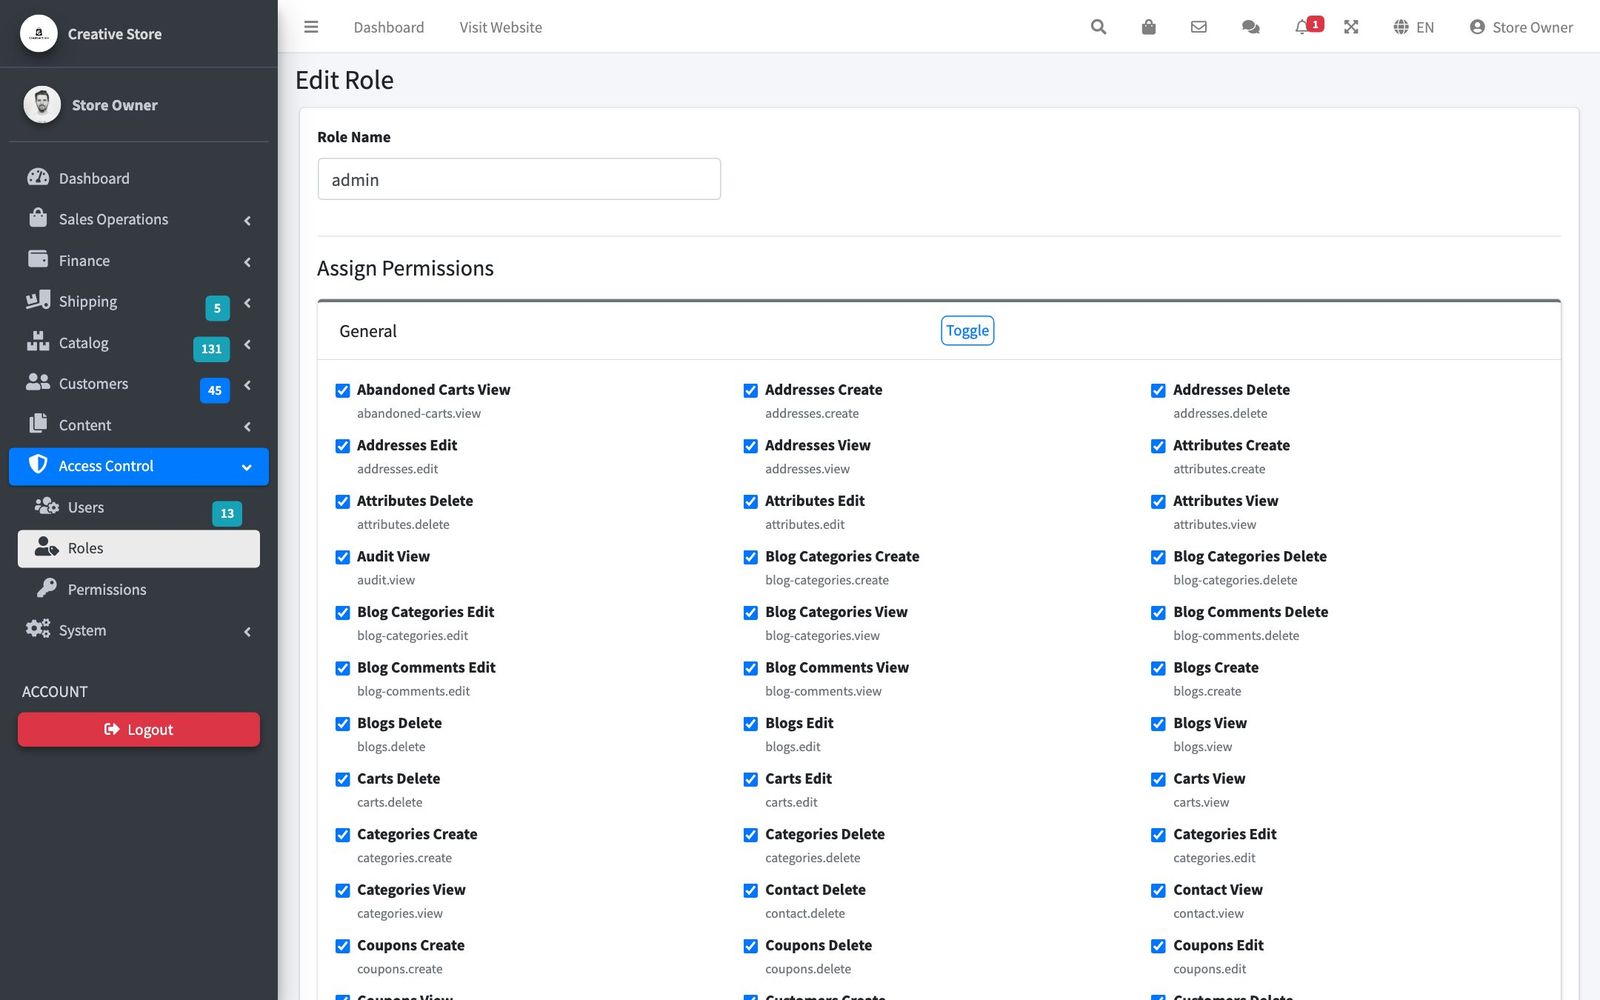 Creative Store
Dashboard
Visit Website
1
EN
Store Owner
Store Owner
Dashboard
Sales Operations
Finance
Shipping
5
Catalog
131
Customers
45
Content
Access Control
Users
13
Roles
Permissions
System
ACCOUNT
Logout
Edit Role
Role Name
admin
Assign Permissions
General
Toggle
Abandoned Carts View
abandoned-carts.view
Addresses Create
addresses.create
Addresses Delete
addresses.delete
Addresses Edit
addresses.edit
Addresses View
addresses.view
Attributes Create
attributes.create
Attributes Delete
attributes.delete
Attributes Edit
attributes.edit
Attributes View
attributes.view
Audit View
audit.view
Blog Categories Create
blog-categories.create
Blog Categories Delete
blog-categories.delete
Blog Categories Edit
blog-categories.edit
Blog Categories View
blog-categories.view
Blog Comments Delete
blog-comments.delete
Blog Comments Edit
blog-comments.edit
Blog Comments View
blog-comments.view
Blogs Create
blogs.create
Blogs Delete
blogs.delete
Blogs Edit
blogs.edit
Blogs View
blogs.view
Carts Delete
carts.delete
Carts Edit
carts.edit
Carts View
carts.view
Categories Create
categories.create
Categories Delete
categories.delete
Categories Edit
categories.edit
Categories View
categories.view
Contact Delete
contact.delete
Contact View
contact.view
Coupons Create
coupons.create
Coupons Delete
coupons.delete
Coupons Edit
coupons.edit
Coupons View
Customers Create
Customers Delete